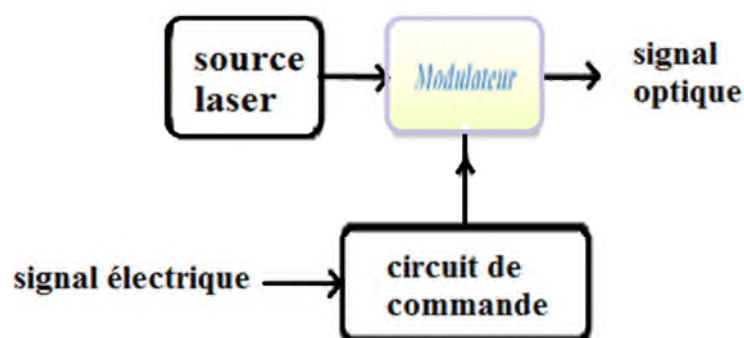 source
laser
Modulateur
signal
optique
signal électrique
circuit de
commande